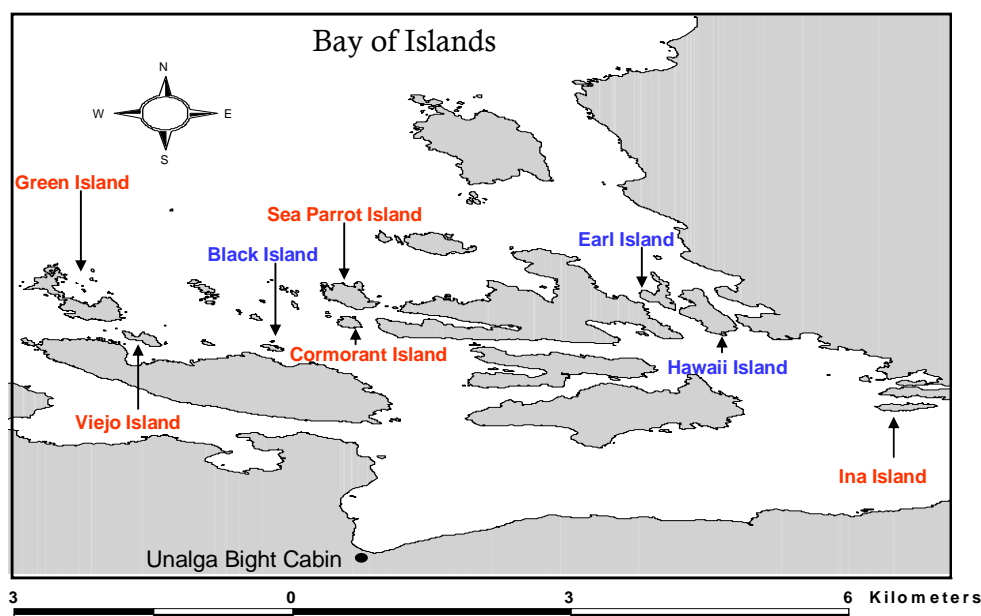 Bay of Islands
N
W E
S
Green Island
Sea Parrot Island
Earl Island
Black Island
Cormorant Island
Hawaii Island
Viejo Island
Ina Island
Unalga Bight Cabin
3 0 3 6 Kilometers